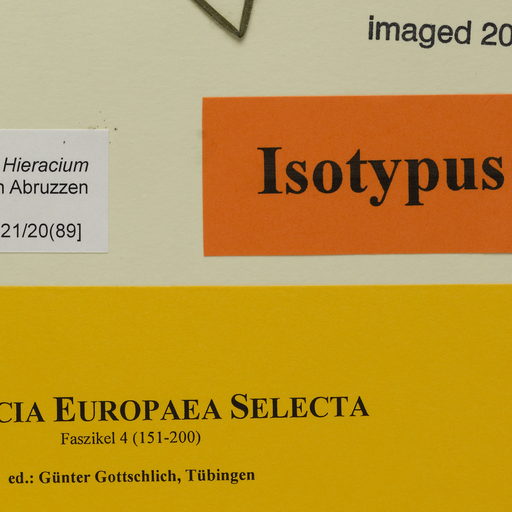 imaged 20
Isotypus
Hieracium
n Abruzzen
21/20(89]
CIA EUROPAEA SELECTA
Faszikel 4 (151-200)
ed.: Günter Gottschlich, Tübingen